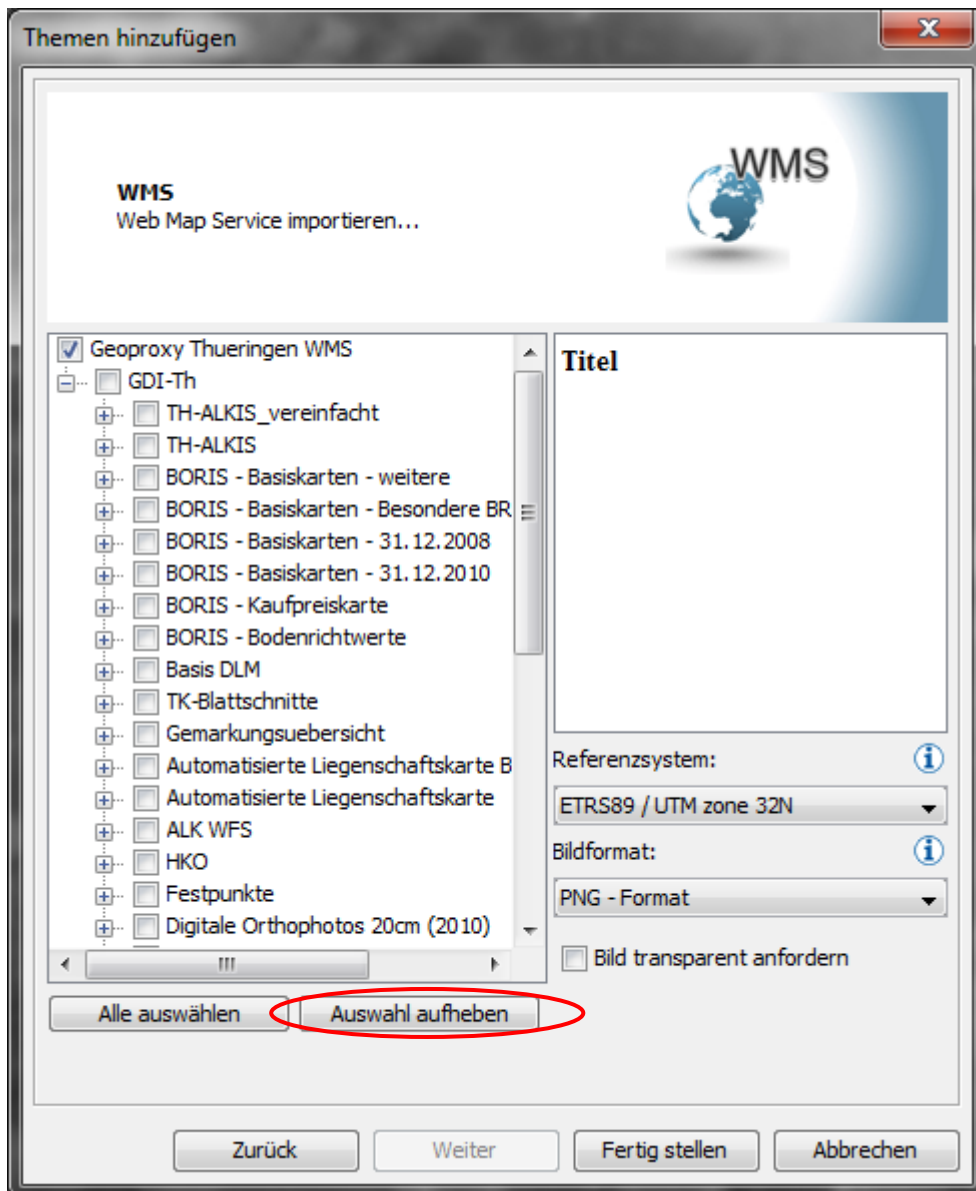 Themen hinzufügen
WMS
WMS
Web Map Service importieren...
Geoproxy Thueringen WMS
GDI-Th
TH-ALKIS_vereinfacht
TH-ALKIS
BORIS - Basiskarten - weitere
BORIS - Basiskarten - Besondere BR
BORIS - Basiskarten - 31.12.2008
BORIS - Basiskarten - 31.12.2010
BORIS - Kaufpreiskarte
BORIS - Bodenrichtwerte
Basis DLM
TK-Blattschnitte
Gemarkungsuebersicht
Automatisierte Liegenschaftskarte B
Automatisierte Liegenschaftskarte
ALK WFS
HKO
Festpunkte
Digitale Orthophotos 20cm (2010)
Titel
Referenzsystem:
ETRS89 / UTM zone 32N
Bildformat:
PNG - Format
Bild transparent anfordern
Alle auswählen
Auswahl aufheben
Zurück
Weiter
Fertig stellen
Abbrechen